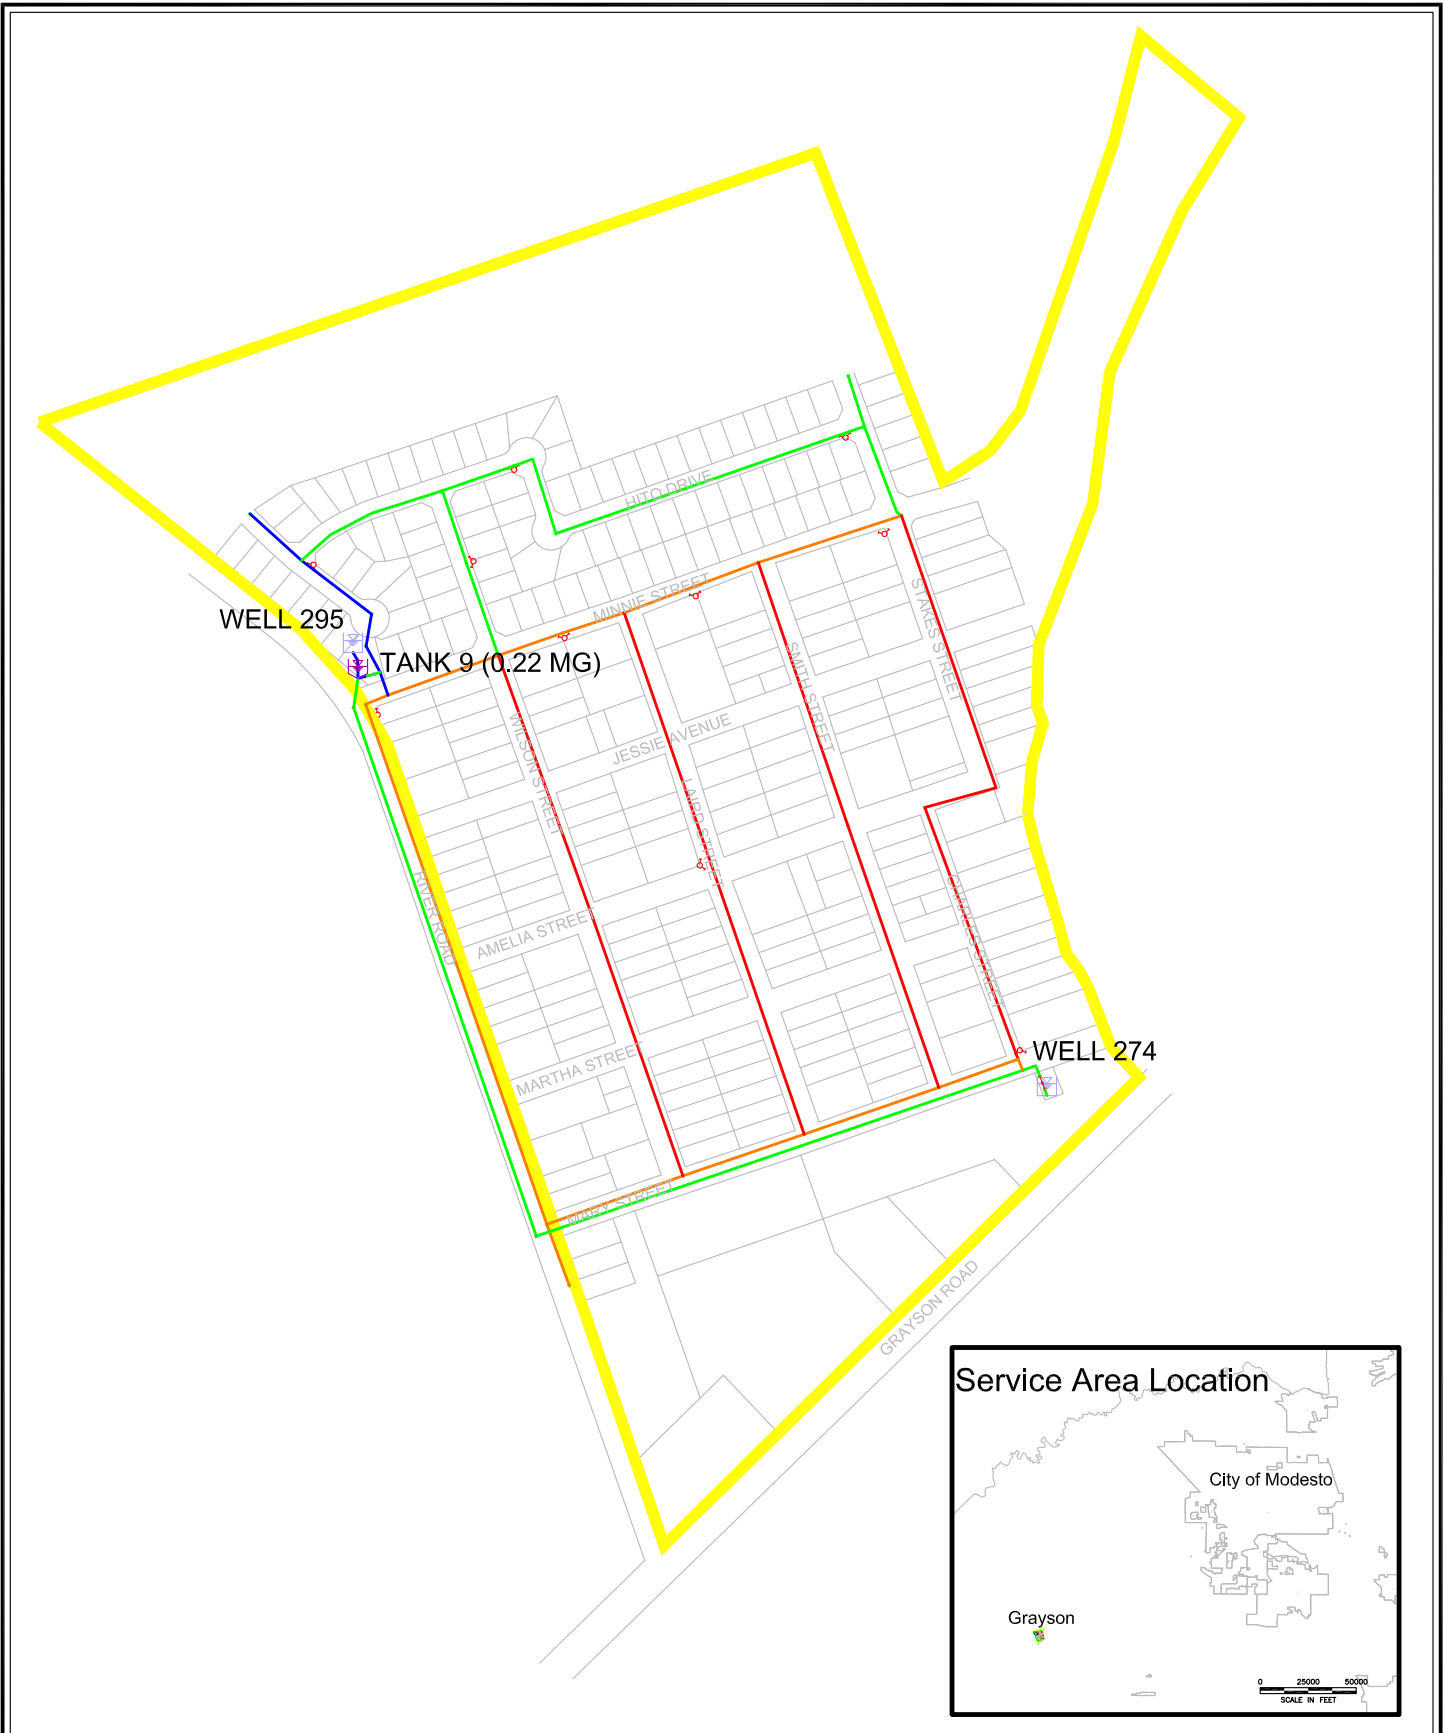 HITO DRIVE
MINNIE STREET
WELL 295
TANK 9 (0.22 MG)
STAKES STREET
SMITH STREET
WILSON STREET
JESSIE AVENUE
LAIRD STREET
RIVER ROAD
AMELIA STREET
CHARLES STREET
MARTHA STREET
WELL 274
MARY STREET
GRAYSON ROAD
Service Area Location
City of Modesto
Grayson
0 25000 50000
SCALE IN FEET